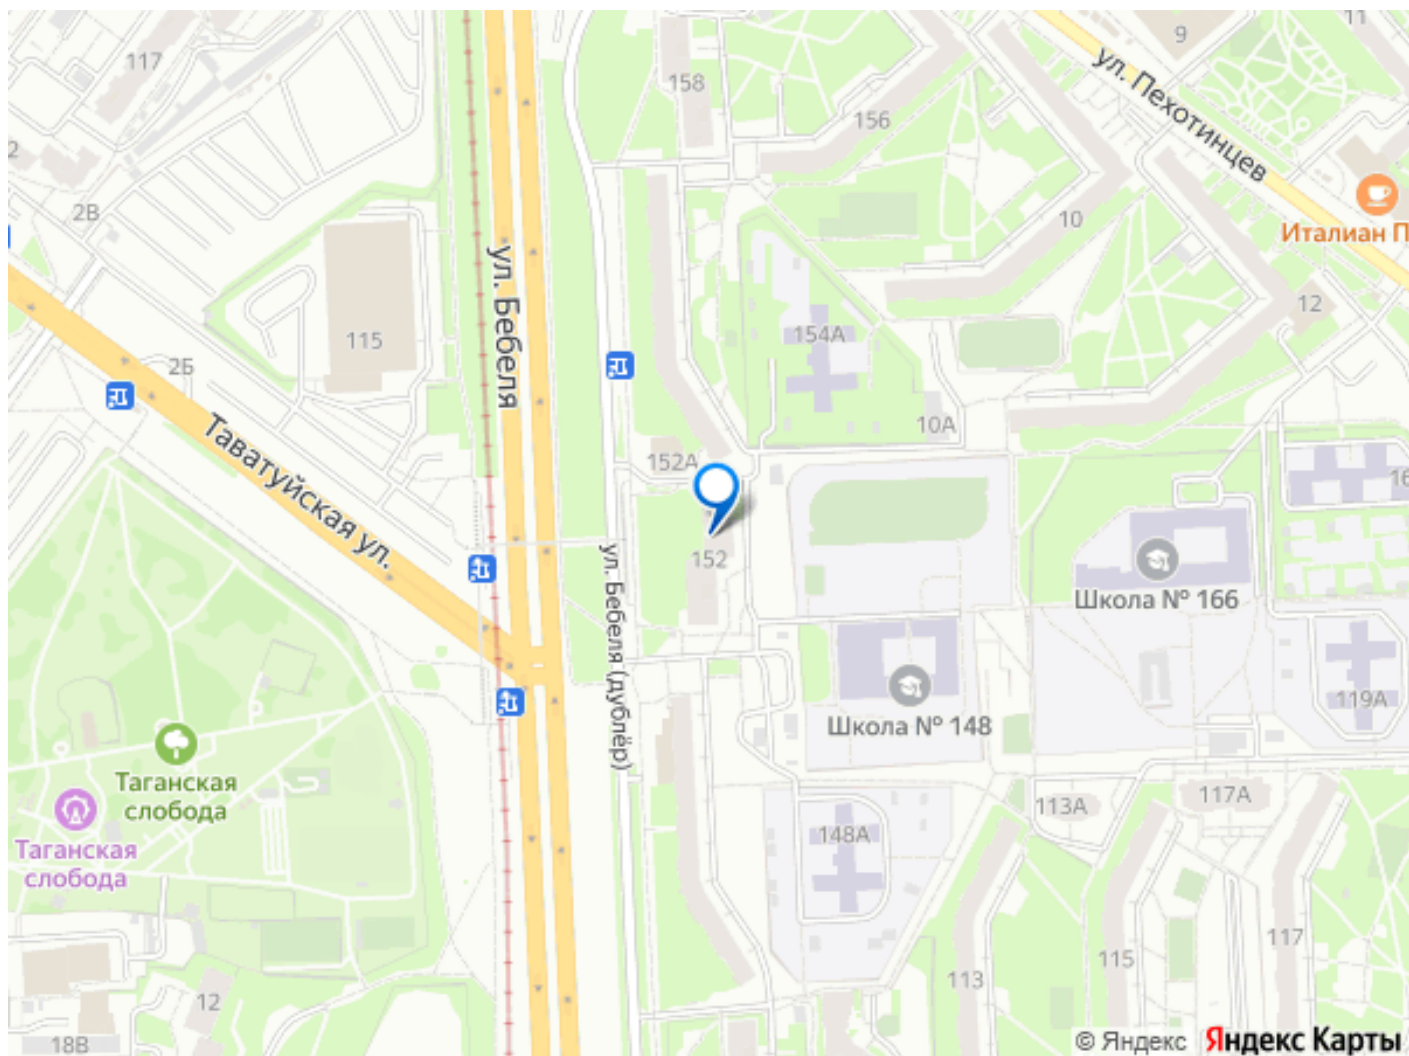 11
9
117
158
ул. Пехотинцев
156
2
2В
10
Италиан П
ул. Бебеля
12
154А
115
2Б
10А
Таватуйская ул.
152А
16
152
ул. Бебеля (дублёр)
Школа № 166
Школа № 148
119А
Таганская
слобода
117А
113А
148А
Таганская
слобода
117
115
113
12
18В
© Яндекс Яндекс Карты